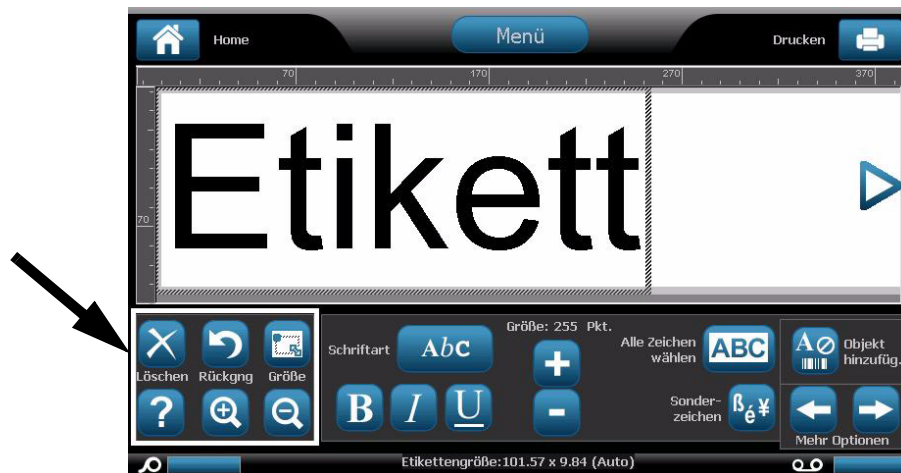 Home
Menü
Drucken
70 170 270 370
70
Etikett
Löschen Rückgng Größe
?
Schriftart
AbC
B I U
Größe: 255 Pkt.
+
-
Alle Zeichen
wählen
ABC
Sonder-
zeichen
ßé¥
A
Objekt
hinzufüg.
Mehr Optionen
Etikettengröße:101.57 x 9.84 (Auto)